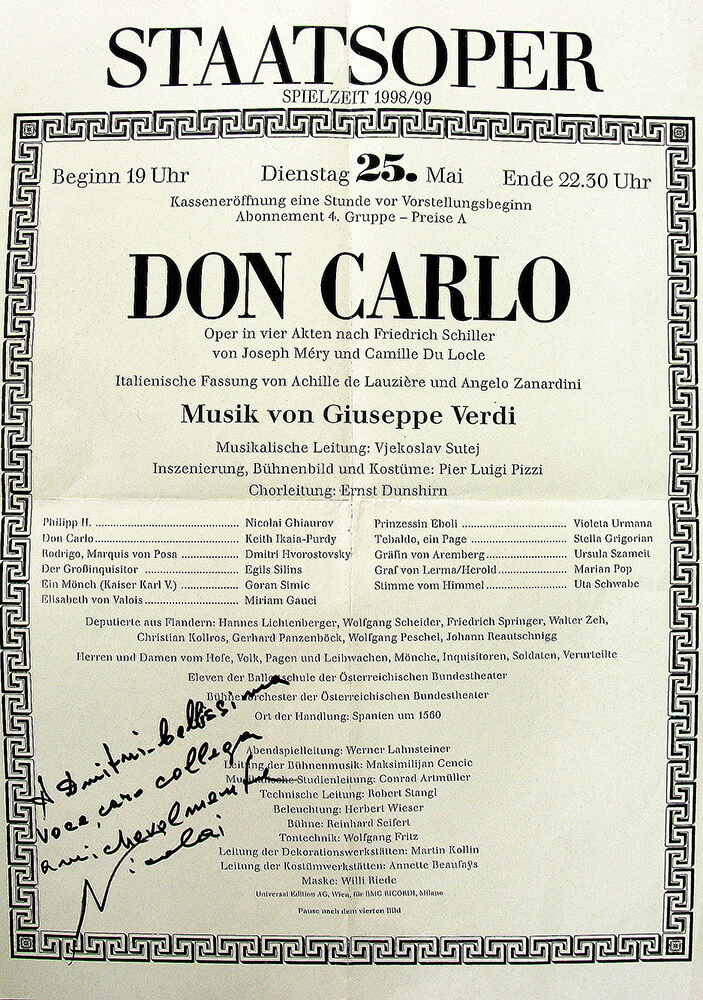 STAATSOPER
SPIELZEIT 1998/99
Beginn 19 Uhr Dienstag 25. Mai Ende 22.30 Uhr
Kasseneröffnung eine Stunde vor Vorstellungsbeginn
Abonnement 4. Gruppe – Preise A
DON CARLO
Oper in vier Akten nach Friedrich Schiller
von Joseph Méry und Camille Du Locle
Italienische Fassung von Achille de Lauzière und Angelo Zanardini
Musik von Giuseppe Verdi
Musikalische Leitung: Vjekoslav Sutej
Inszenierung, Bühnenbild und Kostüme: Pier Luigi Pizzi
Chorleitung: Ernst Dunshirn
Philipp II. Nicolai Ghiaurov
Don Carlo Keith Ikaia-Purdy
Rodrigo, Marquis von Posa Dmitri Hvorostovsky
Der Großinquisitor Egils Silins
Ein Mönch (Kaiser Karl V.) Goran Simic
Elisabeth von Valois Miriam Gauci
Prinzessin Eboli Violeta Urmana
Tebaldo, ein Page Stella Grigorian
Gräfin von Aremberg Ursula Szameit
Graf von Lerma/Herold Marian Pop
Stimme vom Himmel Uta Schwabe
Deputierte aus Flandern: Hannes Lichtenberger, Wolfgang Scheider, Friedrich Springer, Walter Zeh,
Christian Kollros, Gerhard Panzenböck, Wolfgang Peschel, Johann Reautschnigg
Herren und Damen vom Hofe, Volk, Pagen und Leibwachen, Mönche, Inquisitoren, Soldaten, Verurteilte
Eleven der Ballettschule der Österreichischen Bundestheater
Bühnenorchester der Österreichischen Bundestheater
Ort der Handlung: Spanien um 1560
Abendspielleitung: Werner Lahnsteiner
Leitung der Bühnenmusik: Maksimilijan Cencic
Musikalische Studienleitung: Conrad Artmüller
Technische Leitung: Robert Stangl
Beleuchtung: Herbert Wieser
Bühne: Reinhard Seifert
Tontechnik: Wolfgang Fritz
Leitung der Dekorationswerkstätten: Martin Kollin
Leitung der Kostümwerkstätten: Annette Beaufaÿs
Maske: Willi Riede
Universal Edition AG, Wien, für BMG RICORDI, Milano
Pause nach dem vierten Bild
A Dmitri-bellissima
voce, caro collega
amichevolmente
Nicolai